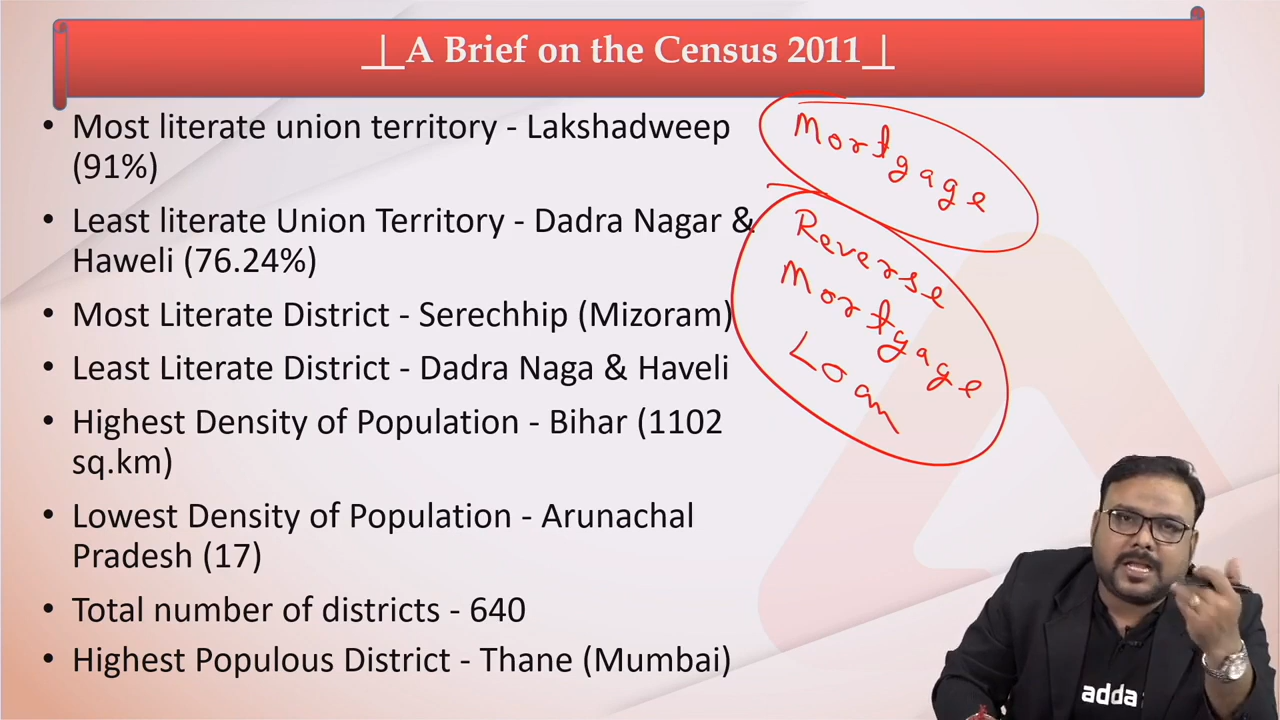 | A Brief on the Census 2011 |
• Most literate union territory - Lakshadweep
(91%)
• Least literate Union Territory - Dadra Nagar &
Haweli (76.24%)
• Most Literate District - Serechhip (Mizoram)
• Least Literate District - Dadra Naga & Haveli
• Highest Density of Population - Bihar (1102
sq.km)
• Lowest Density of Population - Arunachal
Pradesh (17)
• Total number of districts - 640
• Highest Populous District - Thane (Mumbai)
Mortgage
Reverse
Mortgage
Loan
adda